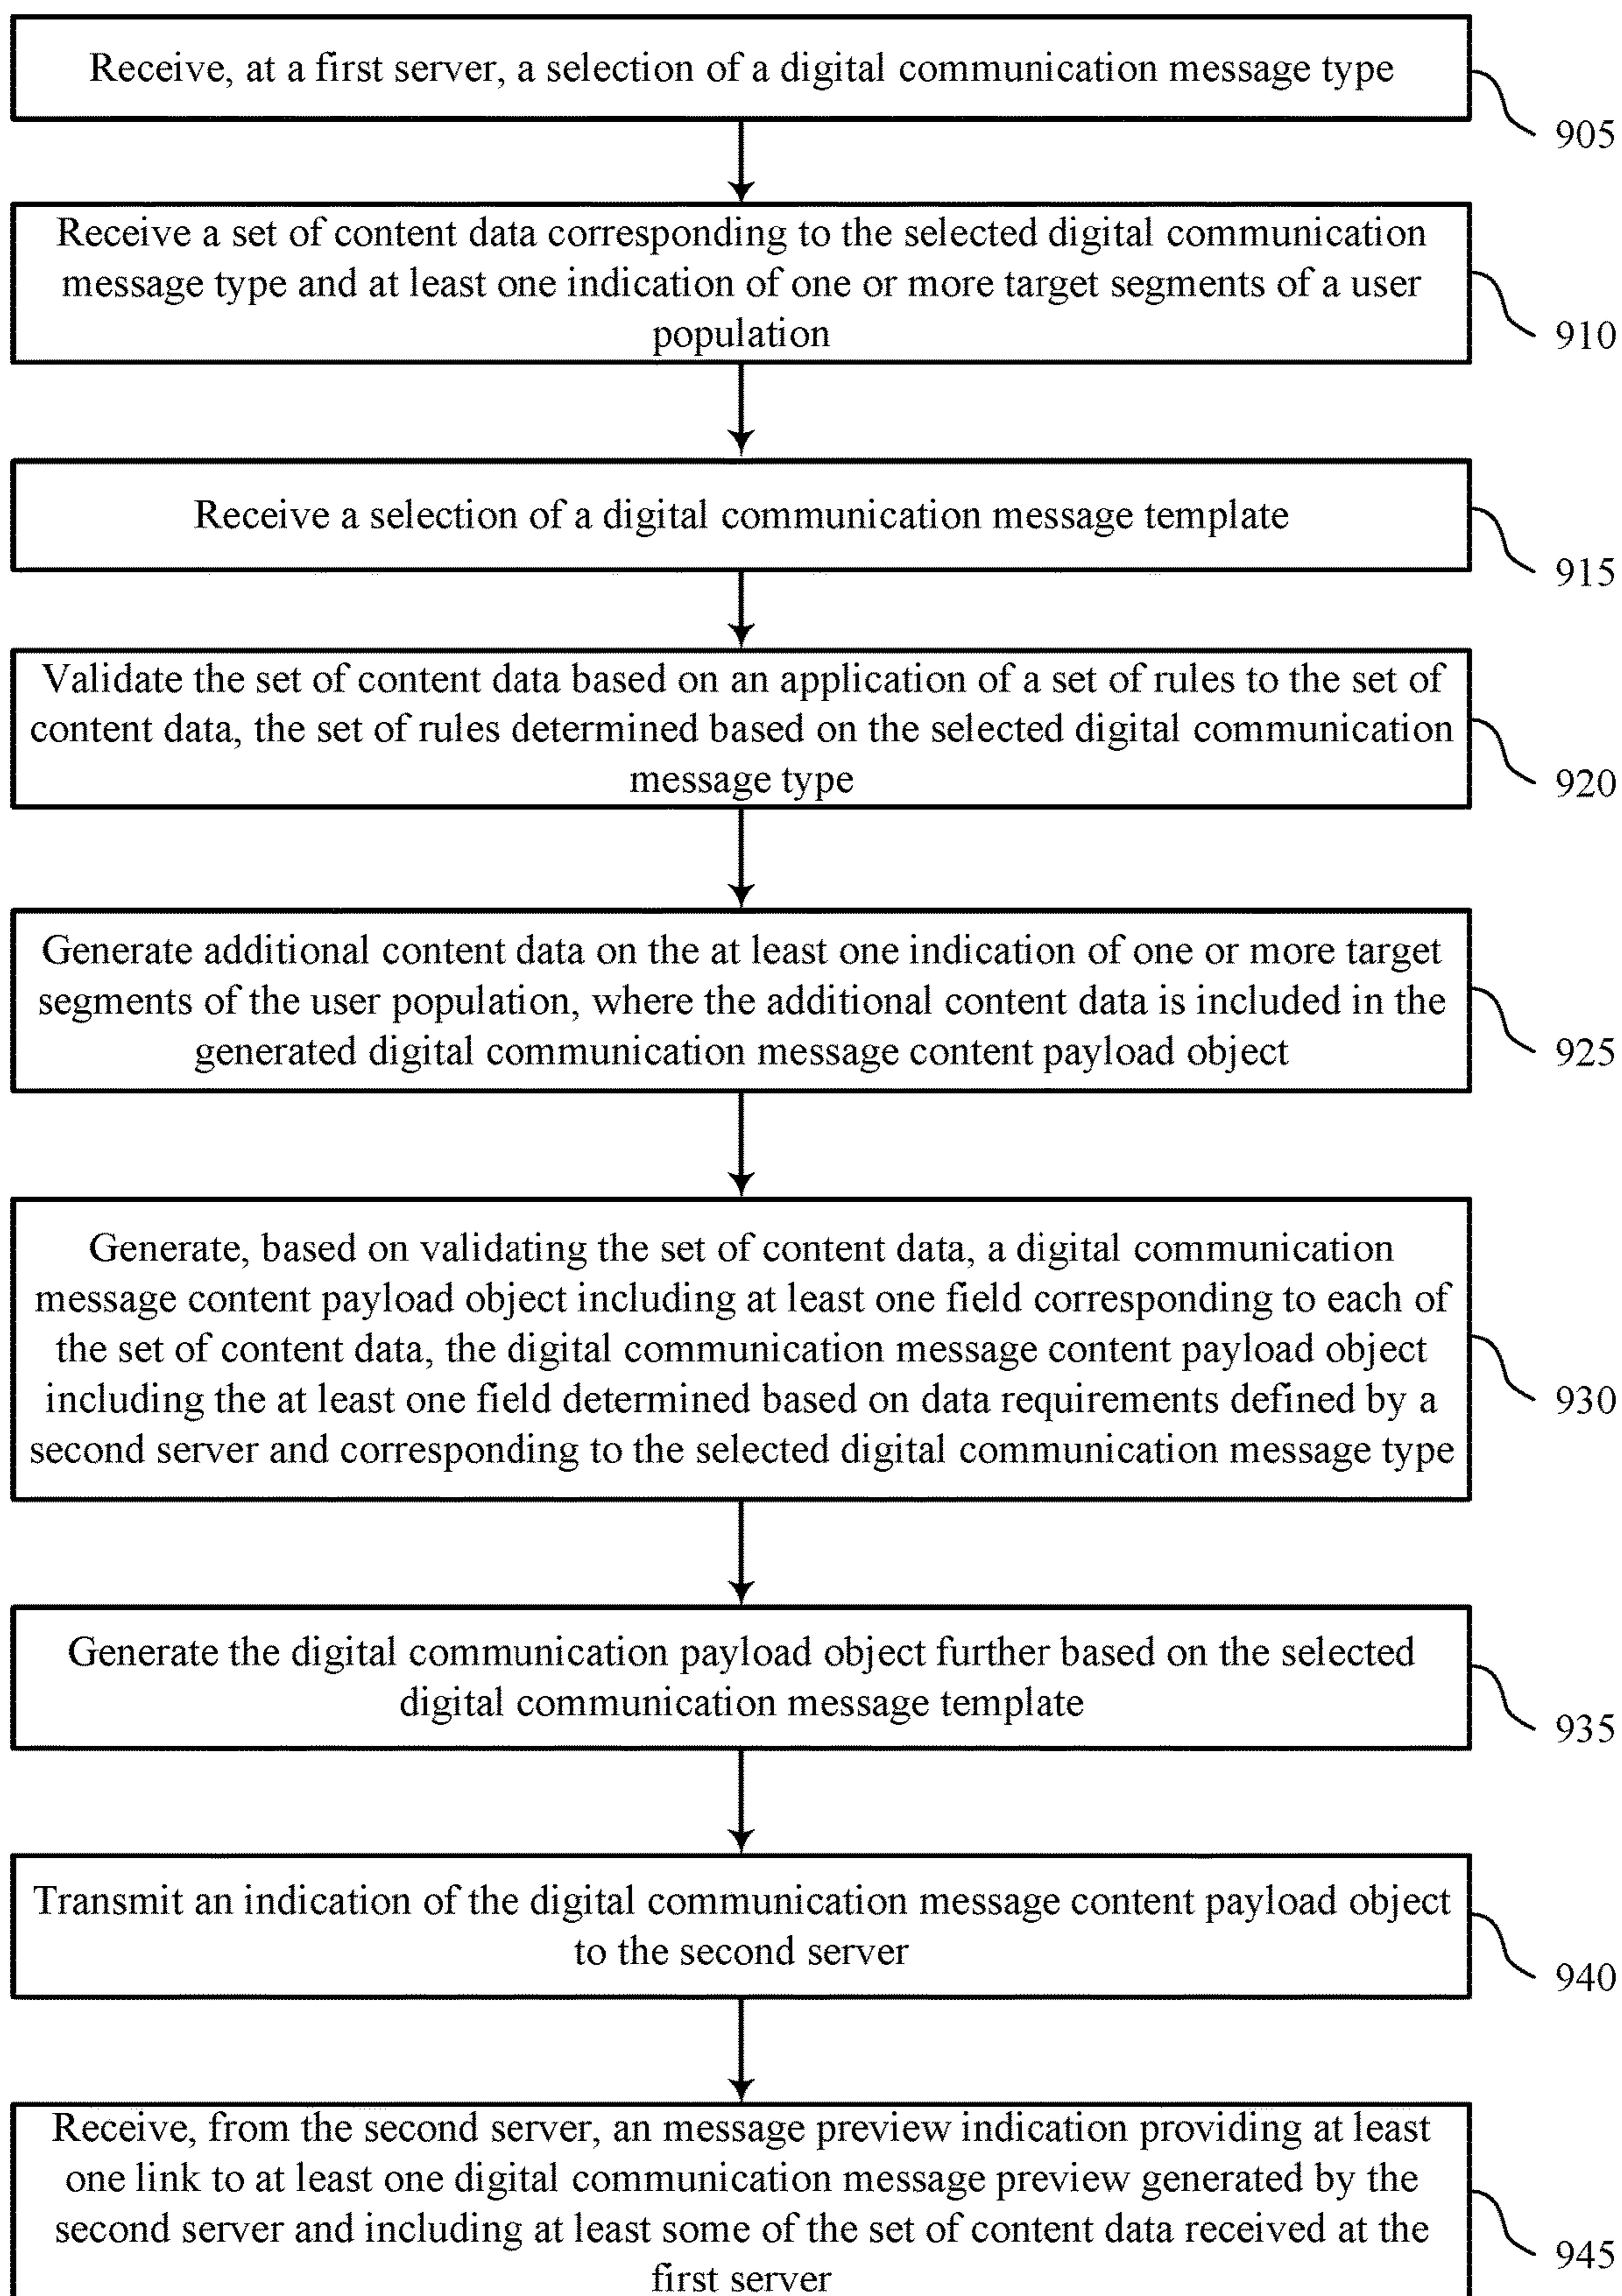 Receive, at a first server, a selection of a digital communication message type
905
Receive a set of content data corresponding to the selected digital communication
message type and at least one indication of one or more target segments of a user
population
910
Receive a selection of a digital communication message template
915
Validate the set of content data based on an application of a set of rules to the set of
content data, the set of rules determined based on the selected digital communication
message type
920
Generate additional content data on the at least one indication of one or more target
segments of the user population, where the additional content data is included in the
generated digital communication message content payload object
925
Generate, based on validating the set of content data, a digital communication
message content payload object including at least one field corresponding to each of
the set of content data, the digital communication message content payload object
including the at least one field determined based on data requirements defined by a
second server and corresponding to the selected digital communication message type
930
Generate the digital communication payload object further based on the selected
digital communication message template
935
Transmit an indication of the digital communication message content payload object
to the second server
940
Receive, from the second server, an message preview indication providing at least
one link to at least one digital communication message preview generated by the
second server and including at least some of the set of content data received at the
first server
945